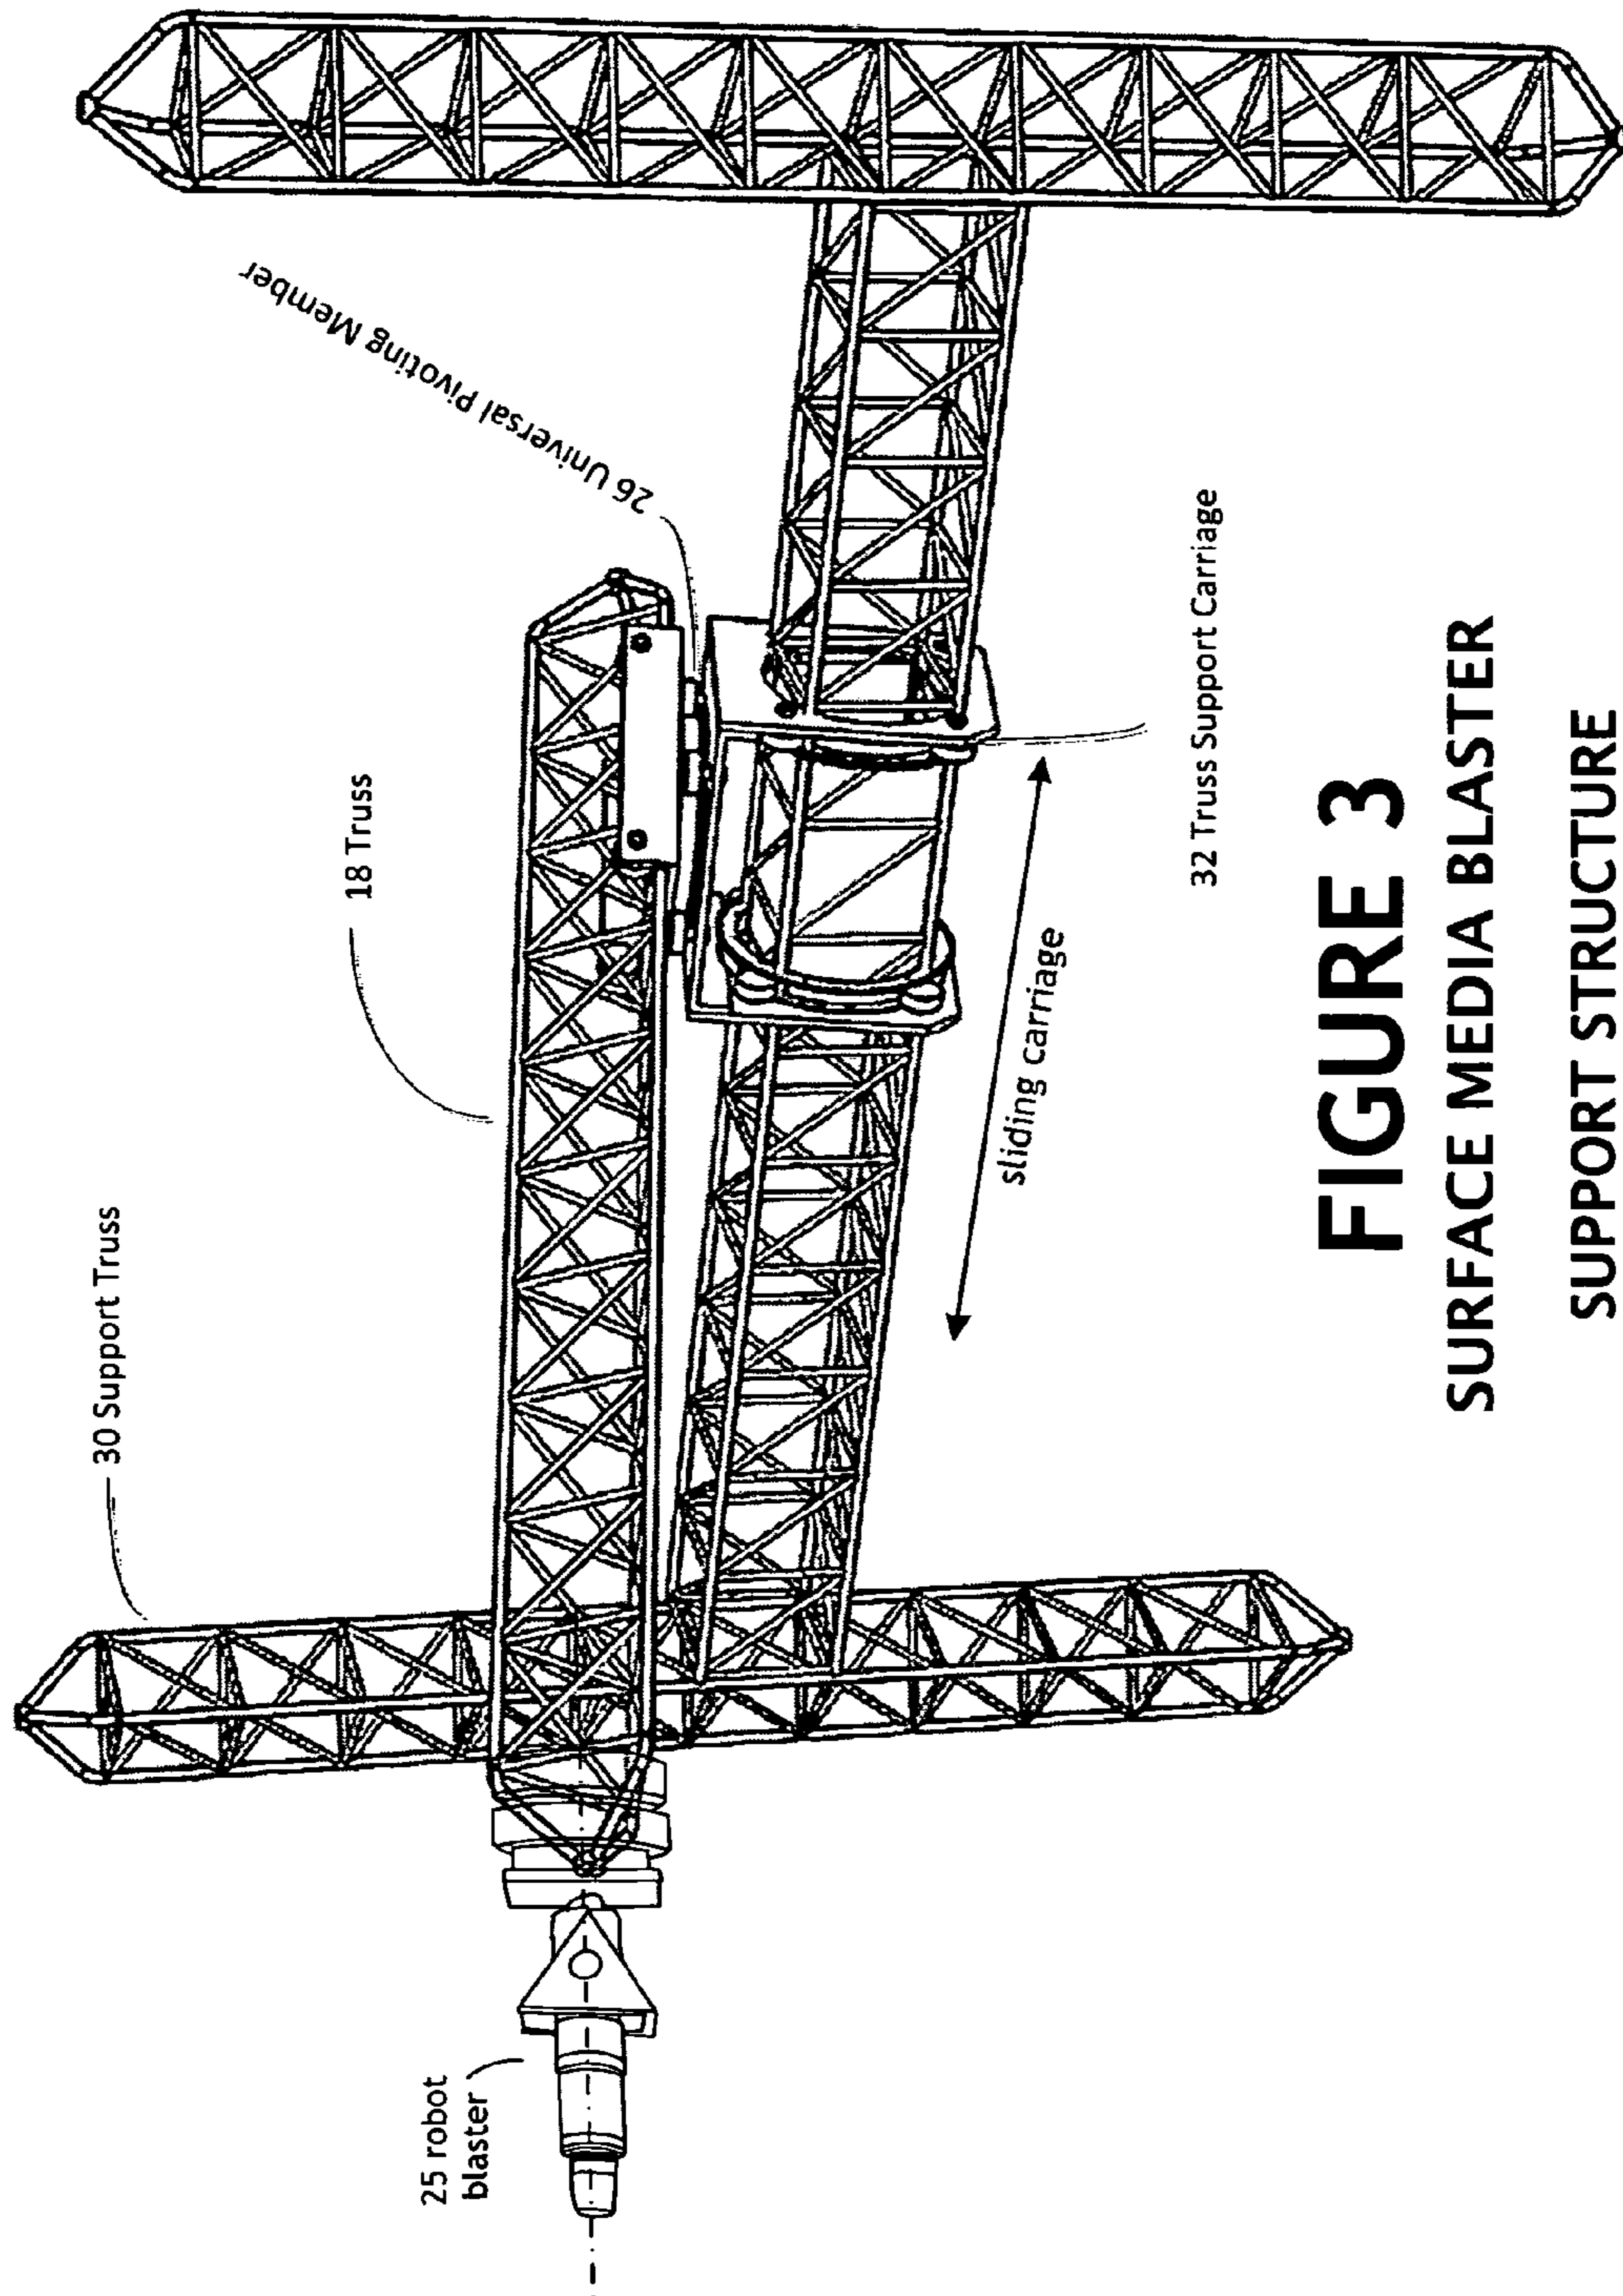 25 robot
blaster
30 Support Truss
18 Truss
26 Universal Pivoting Member
sliding carriage
32 Truss Support Carriage
FIGURE 3
SURFACE MEDIA BLASTER
SUPPORT STRUCTURE